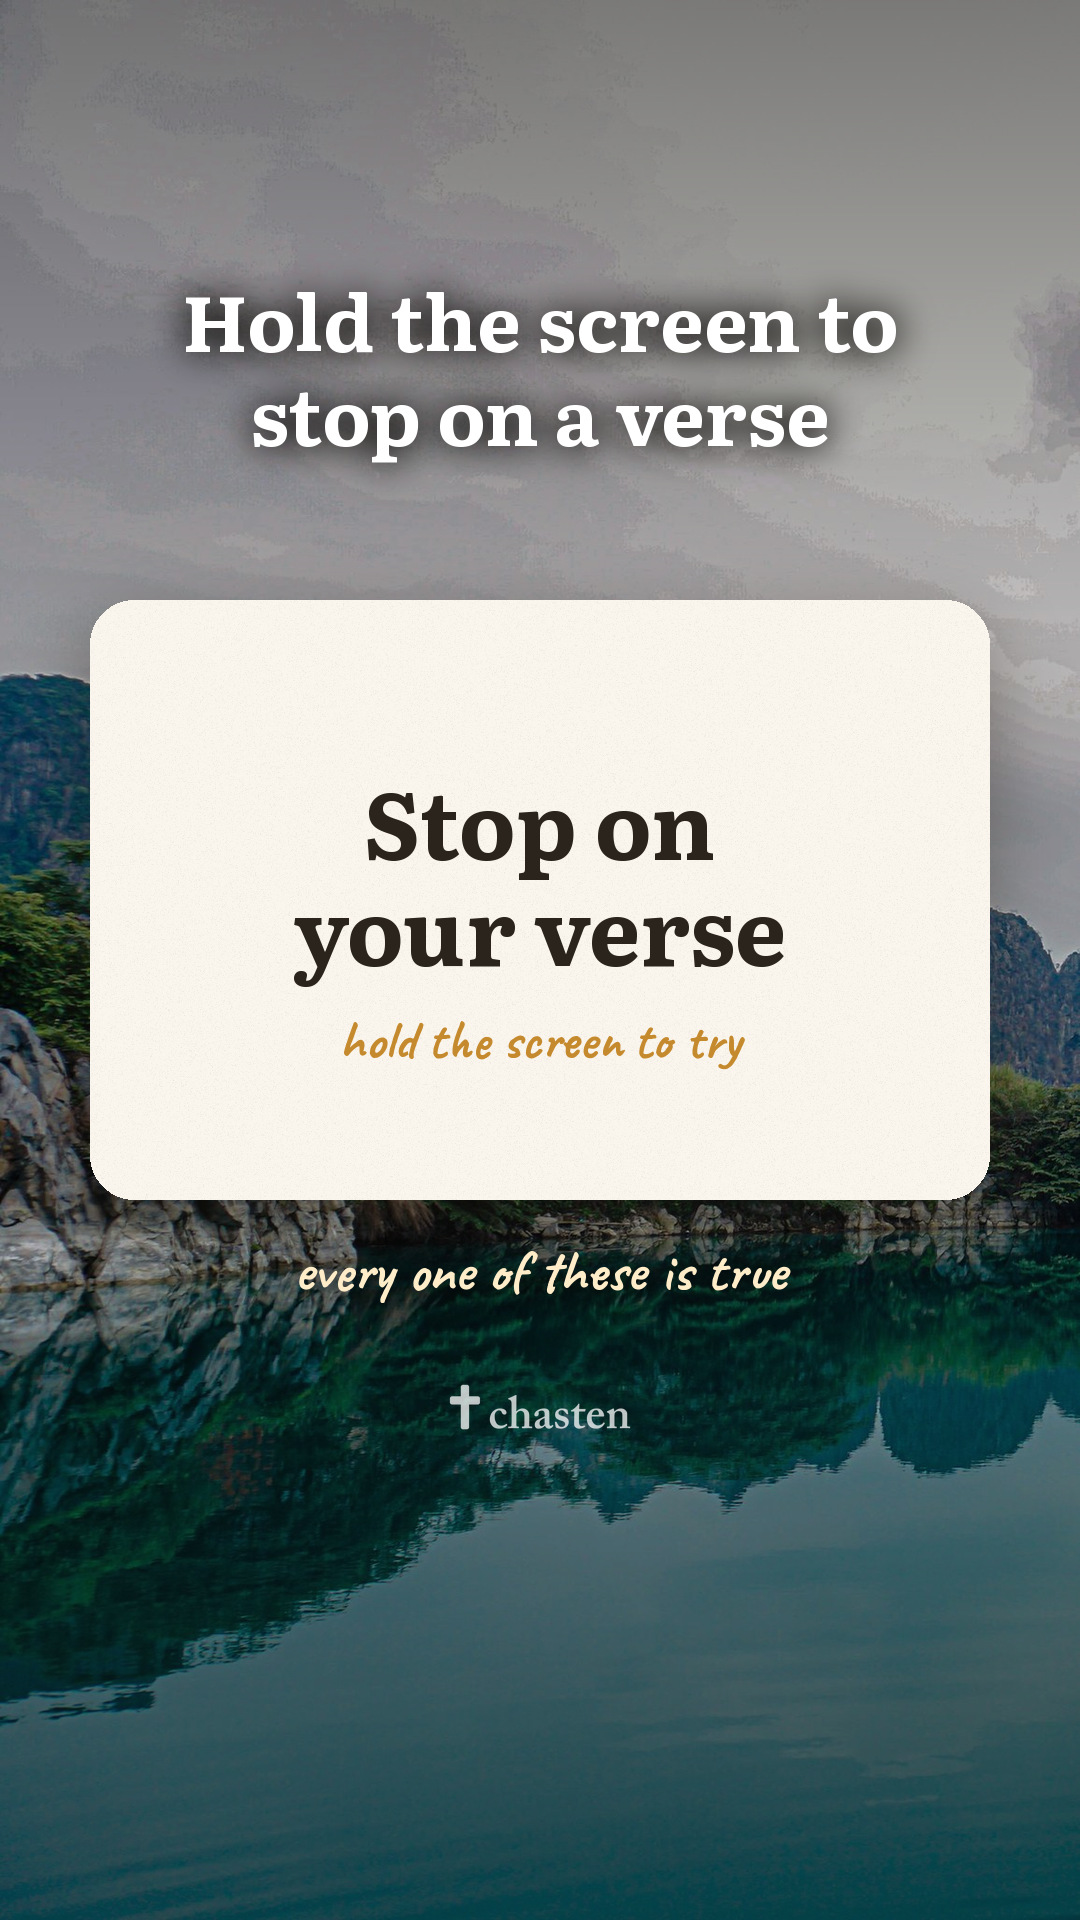 Hold the screen to
stop on a verse
Stop on
your verse
hold the screen to try
every one of these is true
chasten